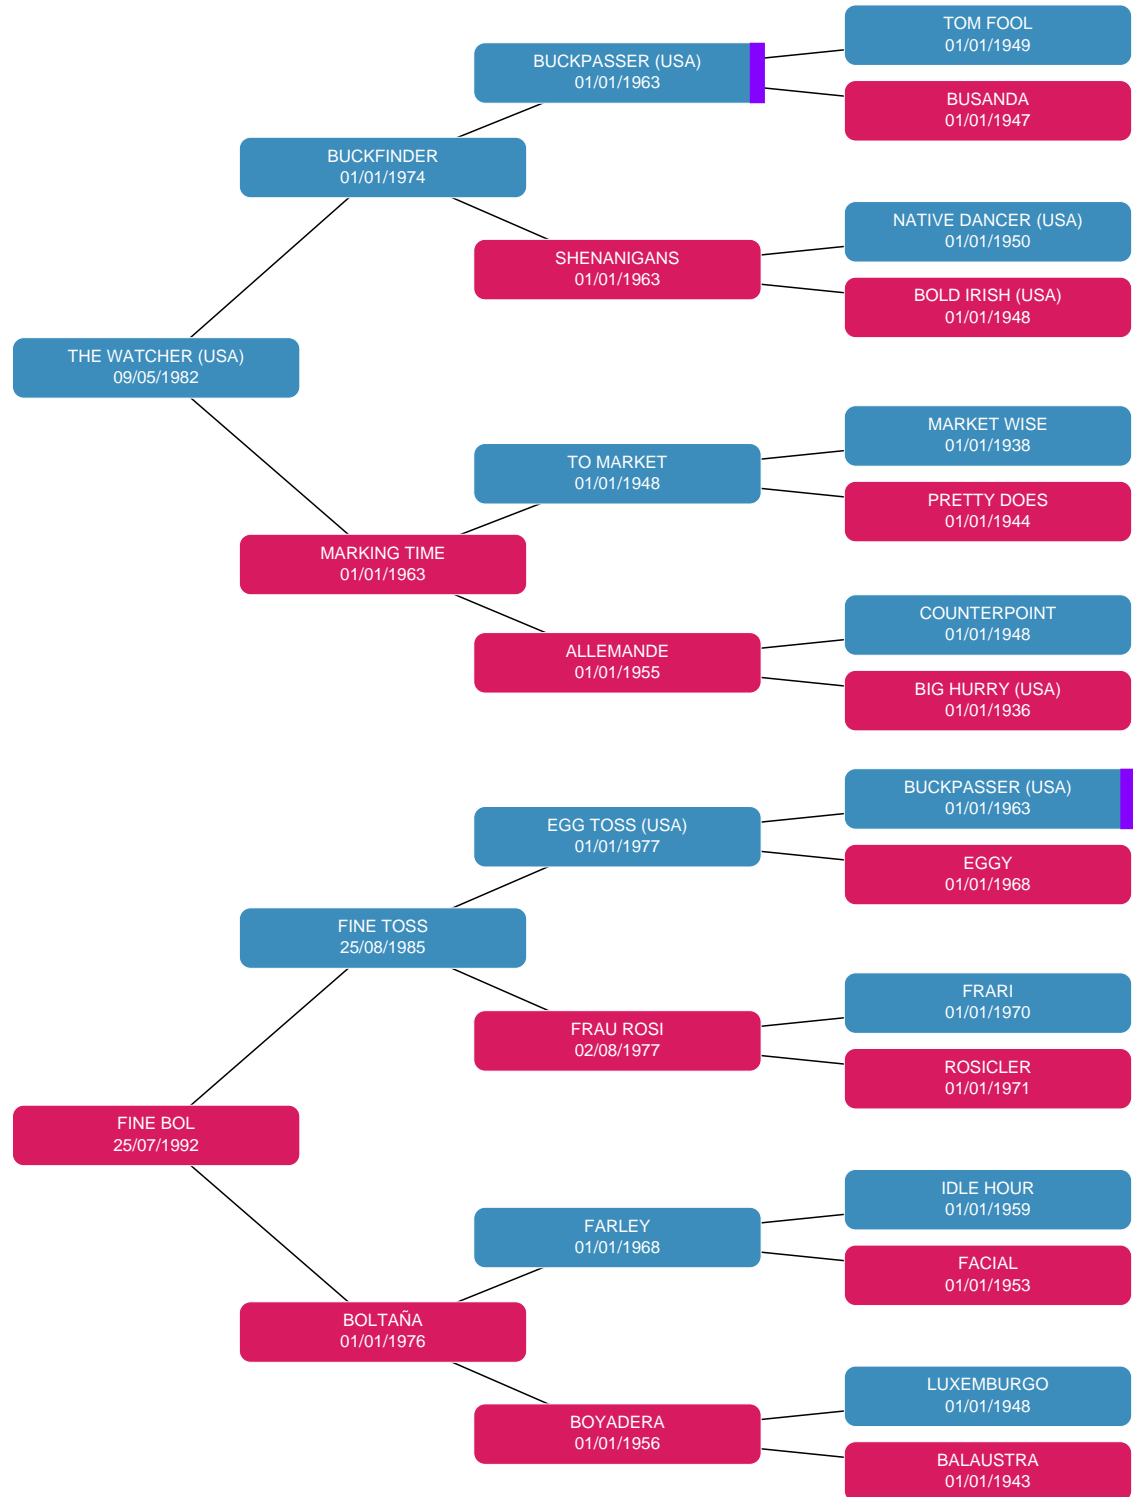 TOM FOOL
01/01/1949
BUCKPASSER (USA)
01/01/1963
BUSANDA
01/01/1947
BUCKFINDER
01/01/1974
NATIVE DANCER (USA)
01/01/1950
SHENANIGANS
01/01/1963
BOLD IRISH (USA)
01/01/1948
THE WATCHER (USA)
09/05/1982
MARKET WISE
01/01/1938
TO MARKET
01/01/1948
PRETTY DOES
01/01/1944
MARKING TIME
01/01/1963
COUNTERPOINT
01/01/1948
ALLEMANDE
01/01/1955
BIG HURRY (USA)
01/01/1936
BUCKPASSER (USA)
01/01/1963
EGG TOSS (USA)
01/01/1977
EGGY
01/01/1968
FINE TOSS
25/08/1985
FRARI
01/01/1970
FRAU ROSI
02/08/1977
ROSICLER
01/01/1971
FINE BOL
25/07/1992
IDLE HOUR
01/01/1959
FARLEY
01/01/1968
FACIAL
01/01/1953
BOLTAÑA
01/01/1976
LUXEMBURGO
01/01/1948
BOYADERA
01/01/1956
BALAUSTRA
01/01/1943